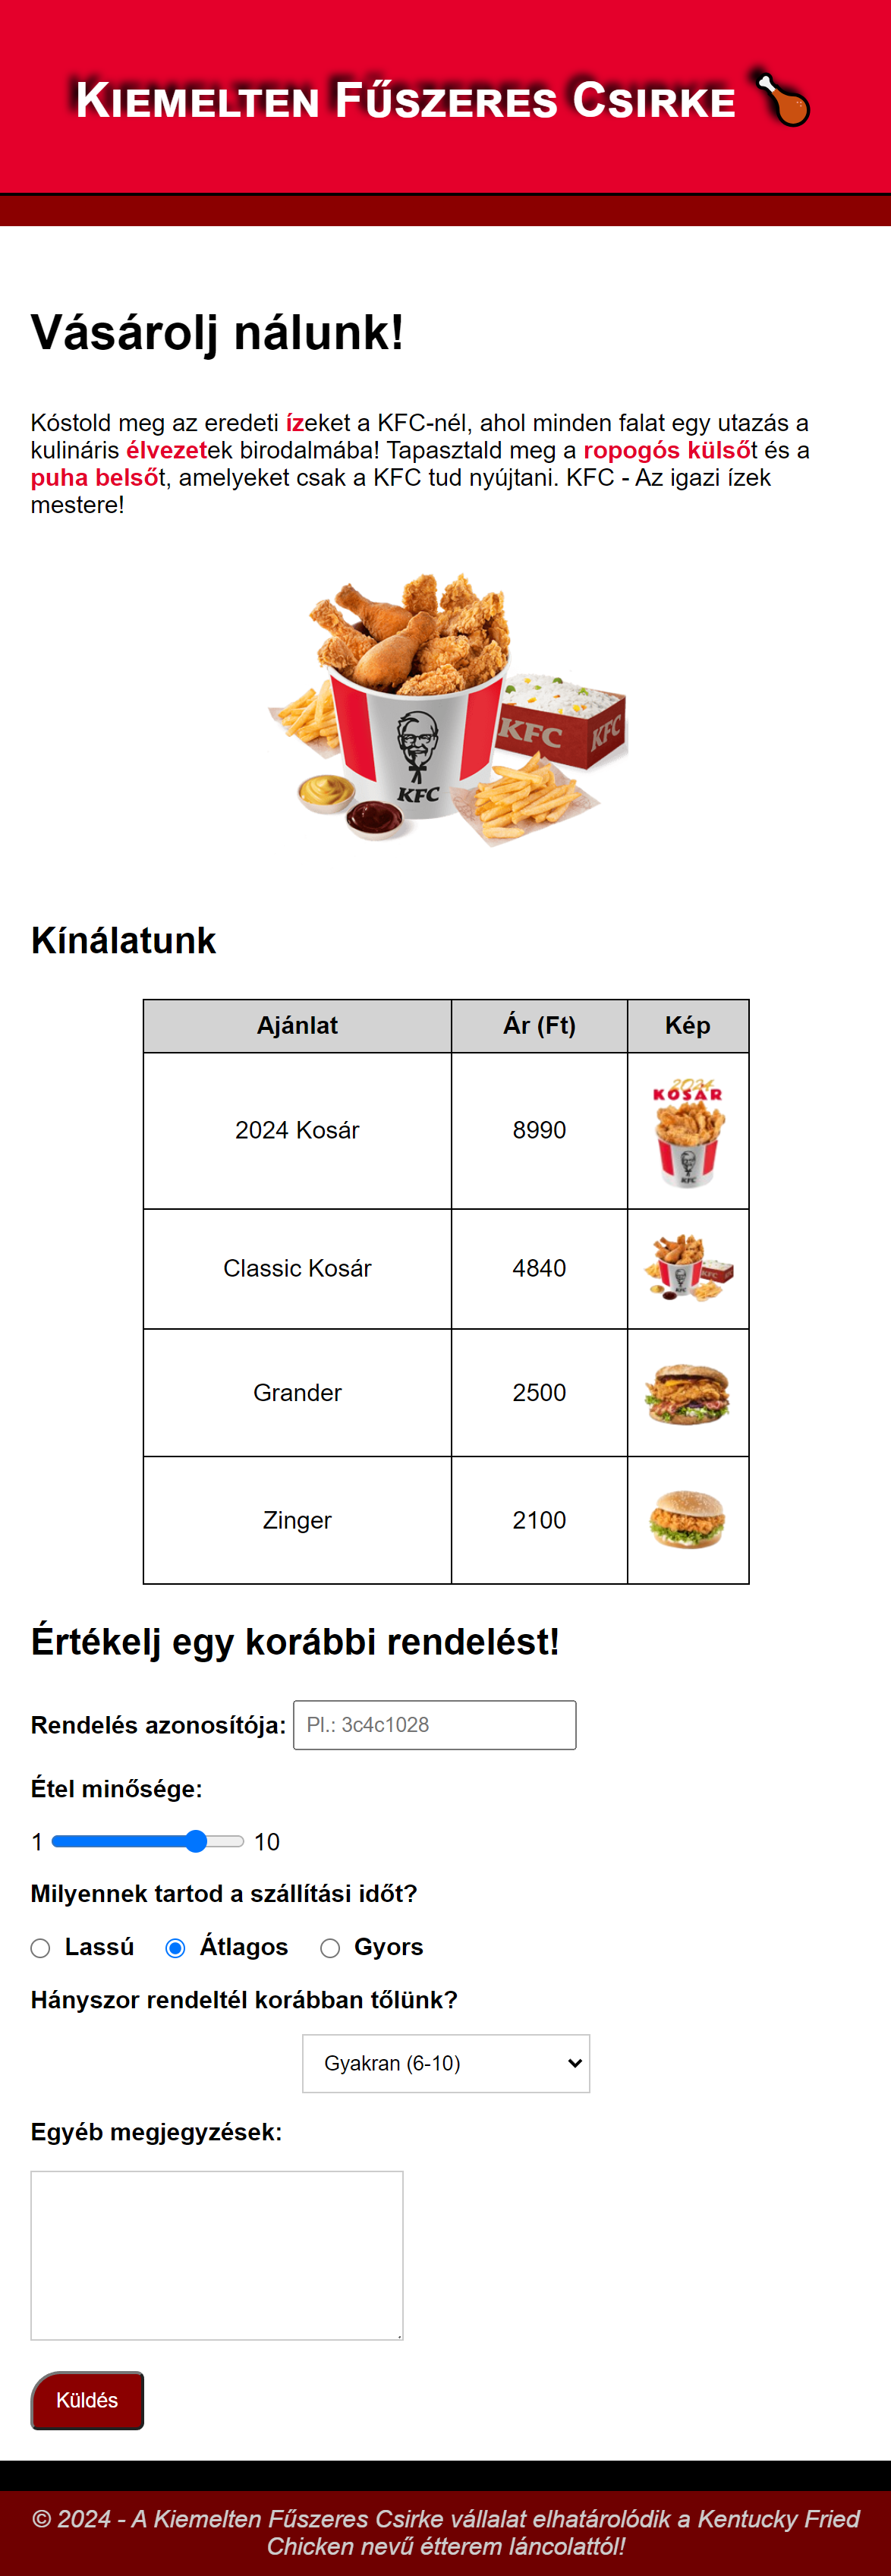 Kiemelten Fűszeres Csirke
Vásárolj nálunk!
Kóstold meg az eredeti ízeket a KFC-nél, ahol minden falat egy utazás a
kulináris élvezetek birodalmába! Tapasztald meg a ropogós külsőt és a
puha belsőt, amelyeket csak a KFC tud nyújtani. KFC - Az igazi ízek
mestere!
KFC
KFC
KFC
Kínálatunk
Ajánlat Ár (Ft) Kép
2024
KOSÁR
2024 Kosár 8990
KFC
Classic Kosár 4840
Grander 2500
Zinger 2100
Értékelj egy korábbi rendelést!
Rendelés azonosítója: Pl.: 3c4c1028
Étel minősége:
1 10
Milyennek tartod a szállítási időt?
Lassú Átlagos Gyors
Hányszor rendeltél korábban tőlünk?
Gyakran (6-10)
Egyéb megjegyzések:
Küldés
© 2024 - A Kiemelten Fűszeres Csirke vállalat elhatárolódik a Kentucky Fried
Chicken nevű étterem láncolattól!